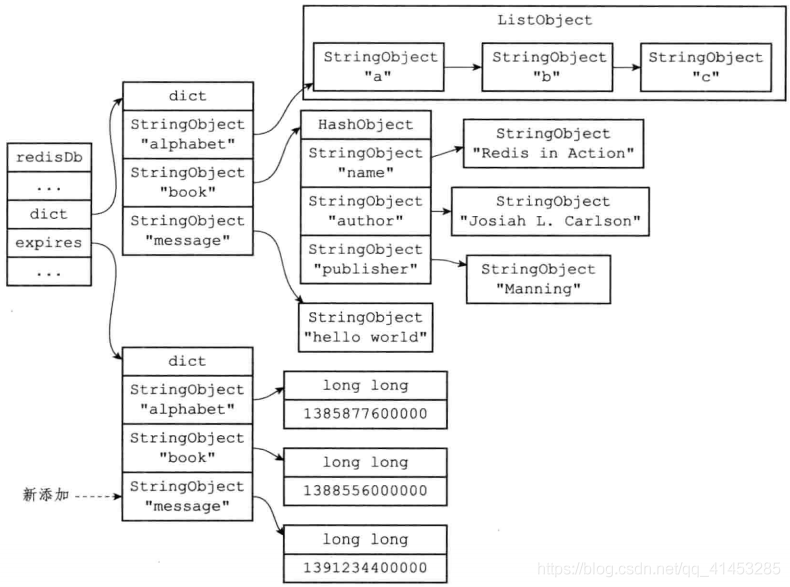 ListObject
StringObject
"a"
StringObject
"b"
StringObject
"c"
dict
StringObject
"alphabet"
StringObject
"book"
StringObject
"message"
HashObject
StringObject
"name"
StringObject
"author"
StringObject
"publisher"
StringObject
"Redis in Action"
StringObject
"Josiah L. Carlson"
StringObject
"Manning"
redisDb
...
dict
expires
...
StringObject
"hello world"
dict
StringObject
"alphabet"
StringObject
"book"
StringObject
"message"
long long
1385877600000
long long
1388556000000
新添加
long long
1391234400000
https://blog.csdn.net/qq_41453285